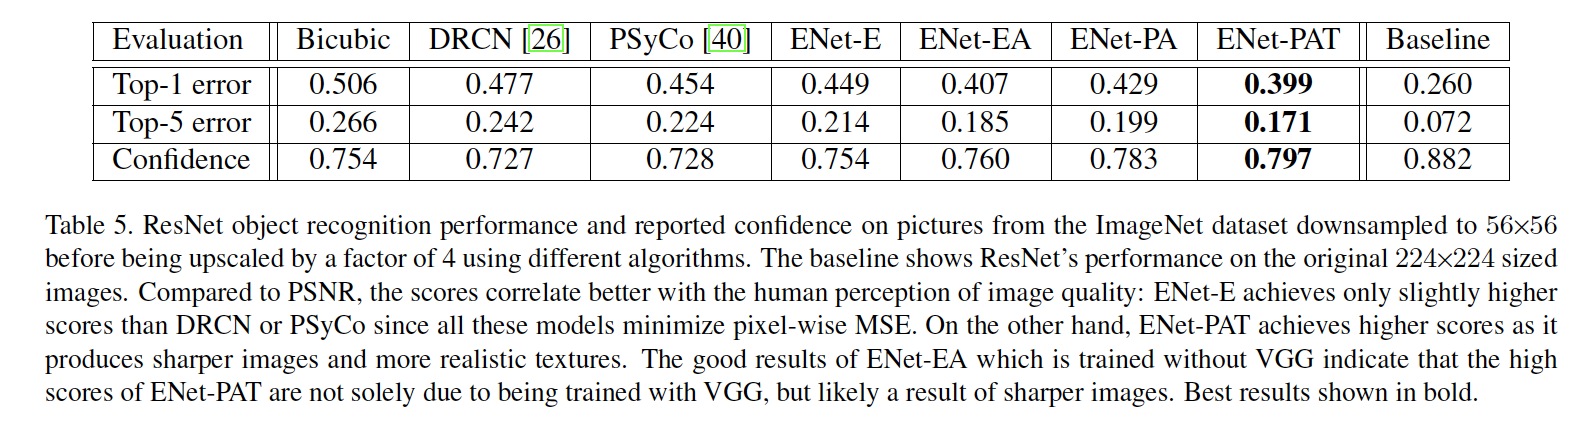 Evaluation Bicubic DRCN [26] PSyCo [40] ENet-E ENet-EA ENet-PA ENet-PAT Baseline
Top-1 error 0.506 0.477 0.454 0.449 0.407 0.429 0.399 0.260
Top-5 error 0.266 0.242 0.224 0.214 0.185 0.199 0.171 0.072
Confidence 0.754 0.727 0.728 0.754 0.760 0.783 0.797 0.882
Table 5. ResNet object recognition performance and reported confidence on pictures from the ImageNet dataset downsampled to 56×56
before being upscaled by a factor of 4 using different algorithms. The baseline shows ResNet's performance on the original 224×224 sized
images. Compared to PSNR, the scores correlate better with the human perception of image quality: ENet-E achieves only slightly higher
scores than DRCN or PSyCo since all these models minimize pixel-wise MSE. On the other hand, ENet-PAT achieves higher scores as it
produces sharper images and more realistic textures. The good results of ENet-EA which is trained without VGG indicate that the high
scores of ENet-PAT are not solely due to being trained with VGG, but likely a result of sharper images. Best results shown in bold.